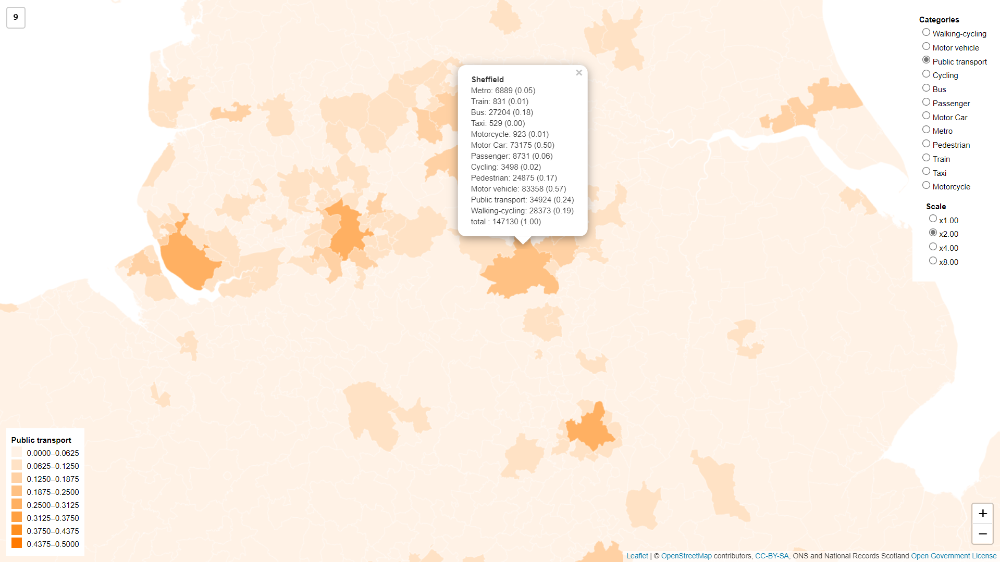 9
Sheffield
×
Metro: 6889 (0.05)
Train: 831 (0.01)
Bus: 27204 (0.18)
Taxi: 529 (0.00)
Motorcycle: 923 (0.01)
Motor Car: 73175 (0.50)
Passenger: 8731 (0.06)
Cycling: 3498 (0.02)
Pedestrian: 24875 (0.17)
Motor vehicle: 83358 (0.57)
Public transport: 34924 (0.24)
Walking-cycling: 28373 (0.19)
total : 147130 (1.00)
Categories
Walking-cycling
Motor vehicle
Public transport
Cycling
Bus
Passenger
Motor Car
Metro
Pedestrian
Train
Taxi
Motorcycle
Scale
x1.00
x2.00
x4.00
x8.00
Public transport
0.0000–0.0625
0.0625–0.1250
0.1250–0.1875
0.1875–0.2500
0.2500–0.3125
0.3125–0.3750
0.3750–0.4375
0.4375–0.5000
+
−
Leaflet | © OpenStreetMap contributors, CC-BY-SA, ONS and National Records Scotland Open Government License